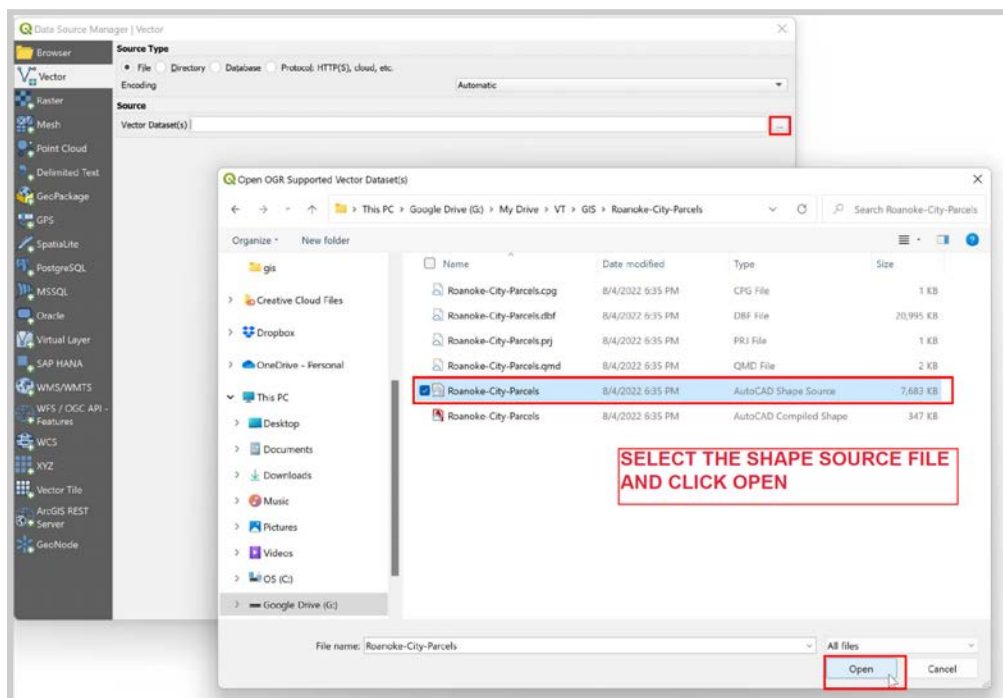 Data Source Manager | Vector
Browser
Vector
Raster
Mesh
Point Cloud
Delimited Text
GeoPackage
GPS
SpatiaLite
PostgreSQL
MSSQL
Oracle
Virtual Layer
SAP HANA
WMS/WMTS
WFS / OGC API -
Features
WCS
XYZ
Vector Tile
ArcGIS REST
Server
GeoNode
Source Type
File Directory Database Protocol: HTTP(S), cloud, etc.
Encoding Automatic
Source
Vector Dataset(s) ...
Open OGR Supported Vector Dataset(s)
This PC > Google Drive (G:) > My Drive > VT > GIS > Roanoke-City-Parcels Search Roanoke-City-Parcels
Organize New folder
gis
Creative Cloud Files
Dropbox
OneDrive - Personal
This PC
Desktop
Documents
Downloads
Music
Pictures
Videos
OS (C:)
Google Drive (G:)
Name Date modified Type Size
Roanoke-City-Parcels.cpg 8/4/2022 6:35 PM CPG File 1 KB
Roanoke-City-Parcels.dbf 8/4/2022 6:35 PM DBF File 20,995 KB
Roanoke-City-Parcels.prj 8/4/2022 6:35 PM PRJ File 1 KB
Roanoke-City-Parcels.qmd 8/4/2022 6:35 PM QMD File 2 KB
Roanoke-City-Parcels 8/4/2022 6:35 PM AutoCAD Shape Source 7,683 KB
Roanoke-City-Parcels 8/4/2022 6:35 PM AutoCAD Compiled Shape 347 KB
SELECT THE SHAPE SOURCE FILE
AND CLICK OPEN
File name: Roanoke-City-Parcels All files
Open Cancel